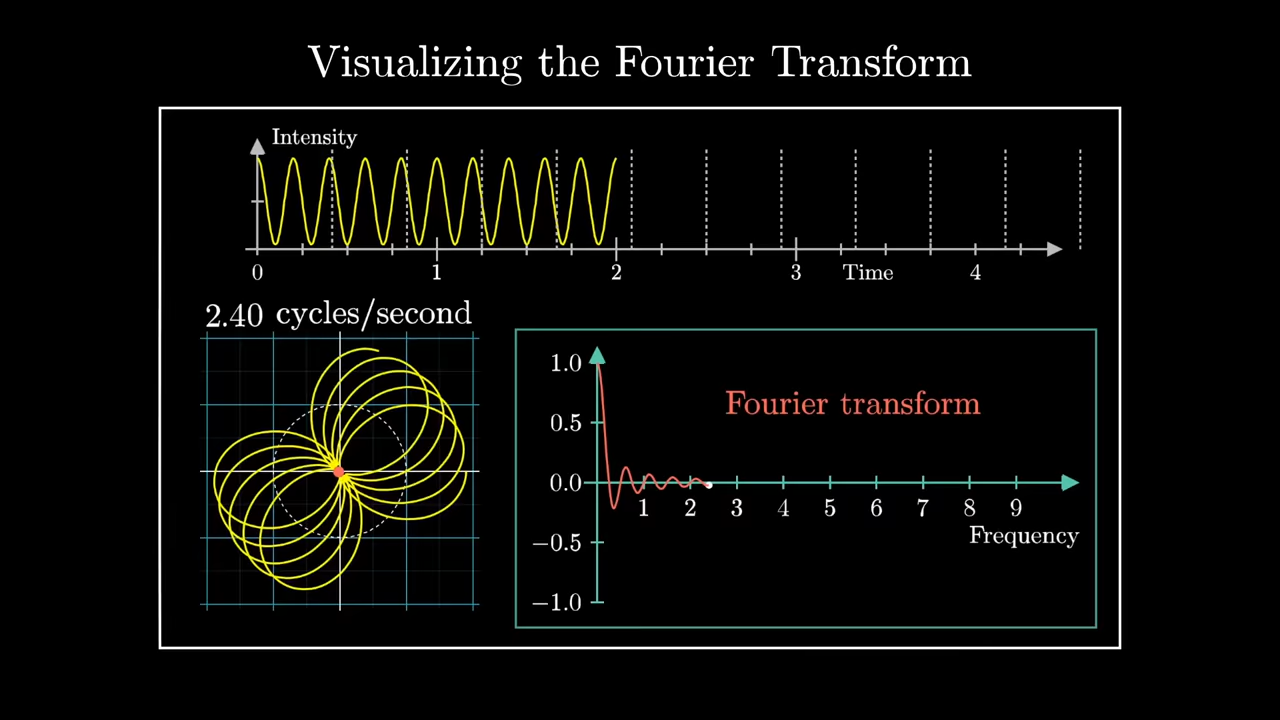 Visualizing the Fourier Transform
Intensity
0 1 2 3 Time 4
2.40 cycles/second
1.0
Fourier transform
0.5
0.0
1 2 3 4 5 6 7 8 9
Frequency
−0.5
−1.0